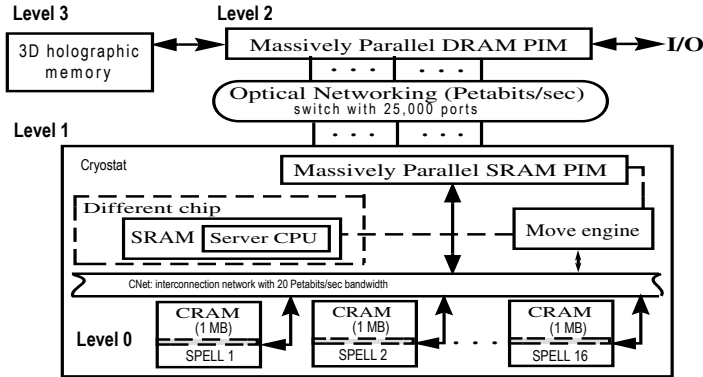 Level 3
Level 2
3D holographic
memory
Massively Parallel DRAM PIM
I/O
. . .
. . .
Optical Networking (Petabits/sec)
switch with 25,000 ports
Level 1
. . .
. . .
Cryostat
Massively Parallel SRAM PIM
Different chip
SRAM
Server CPU
Move engine
CNet: interconnection network with 20 Petabits/sec bandwidth
Level 0
CRAM
(1 MB)
SPELL 1
CRAM
(1 MB)
SPELL 2
. . . .
CRAM
(1 MB)
SPELL 16